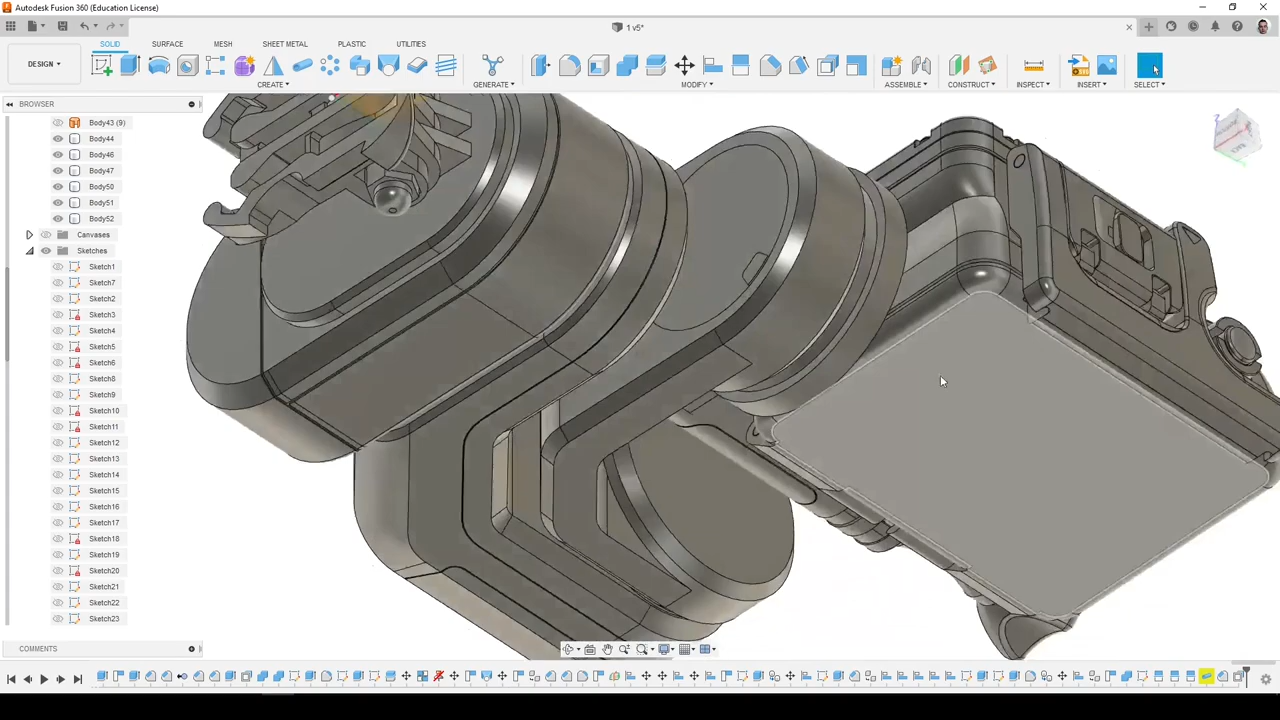 Autodesk Fusion 360 (Education License)
1 v5*
SOLID SURFACE MESH SHEET METAL PLASTIC UTILITIES
DESIGN
CREATE GENERATE MODIFY ASSEMBLE CONSTRUCT INSPECT INSERT SELECT
BROWSER
Body43 (9)
Body44
Body46
Body47
Body50
Body51
Body52
Canvases
Sketches
Sketch1
Sketch7
Sketch2
Sketch3
Sketch4
Sketch5
Sketch6
Sketch8
Sketch9
Sketch10
Sketch11
Sketch12
Sketch13
Sketch14
Sketch15
Sketch16
Sketch17
Sketch18
Sketch19
Sketch20
Sketch21
Sketch22
Sketch23
COMMENTS